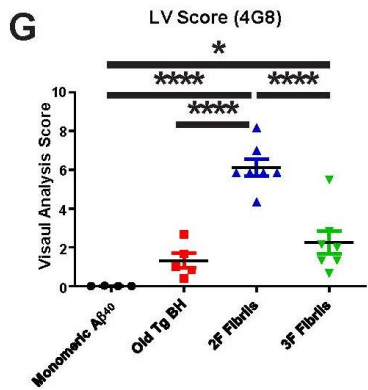 G
LV Score (4G8)
*
**** ****
****
Visaul Analysis Score
10
8
6
4
2
0
Monomeric Aβ40
Old Tg BH
2F Fibrils
3F Fibrils